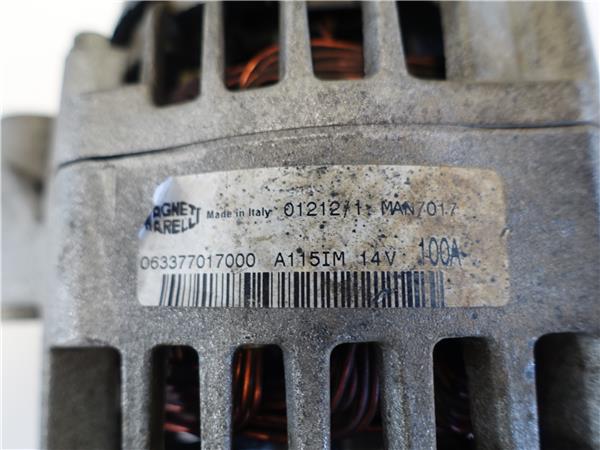 MAGNETI Made in Italy 01212/1 MAN7017
MARELLI
063377017000 A115IM 14V 100A